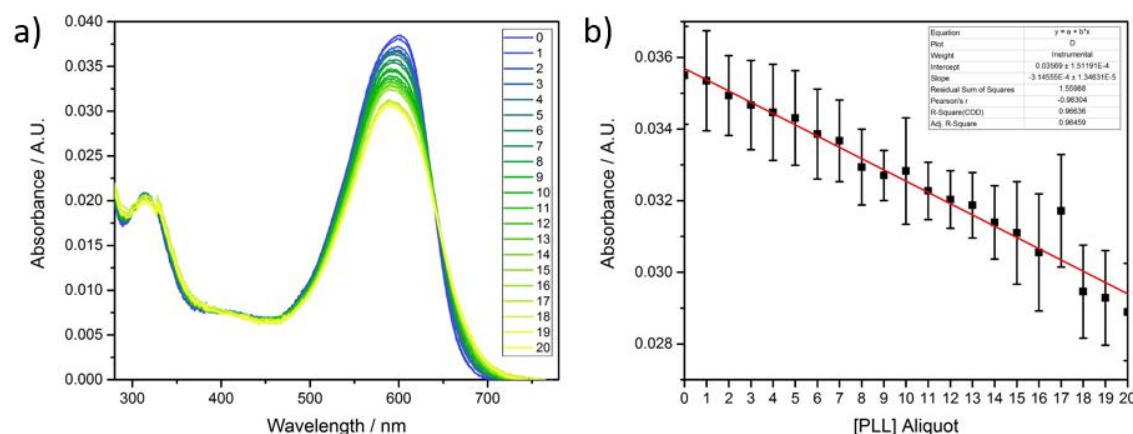 a)
0.040
0.035
0.030
0.025
0.020
0.015
0.010
0.005
0.000
Absorbance / A.U.
300 400 500 600 700
Wavelength / nm
0
1
2
3
4
5
6
7
8
9
10
11
12
13
14
15
16
17
18
19
20
b)
0.036
0.034
0.032
0.030
0.028
Absorbance / A.U.
0 1 2 3 4 5 6 7 8 9 10 11 12 13 14 15 16 17 18 19 20
[PLL] Aliquot
Equation y = a + b*x
Plot D
Weight Instrumental
Intercept 0.03569 ± 1.51191E-4
Slope -3.14555E-4 ± 1.34631E-5
Residual Sum of Squares 1.55988
Pearson's r -0.98304
R-Square(COD) 0.96636
Adj. R-Square 0.96459